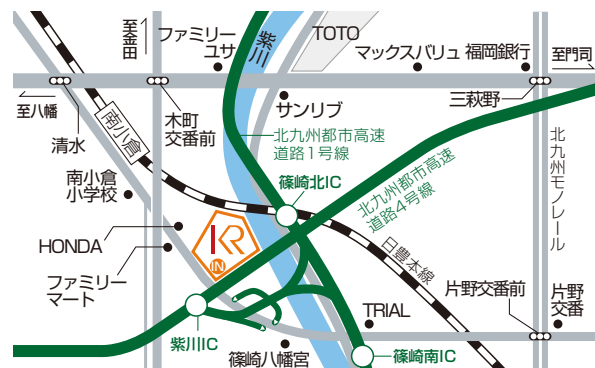 至金田
ファミリー
ユサ
紫川
TOTO
マックスバリュ
福岡銀行
至門司
至八幡
清水
南小倉
木町
交番前
サンリブ
三萩野
北九州都市高速
道路1号線
北九州モノレール
南小倉
小学校
篠崎北IC
北九州都市高速
道路4号線
HONDA
KR
IN
日豊本線
ファミリー
マート
TRIAL
片野交番前
片野
交番
紫川IC
篠崎八幡宮
篠崎南IC